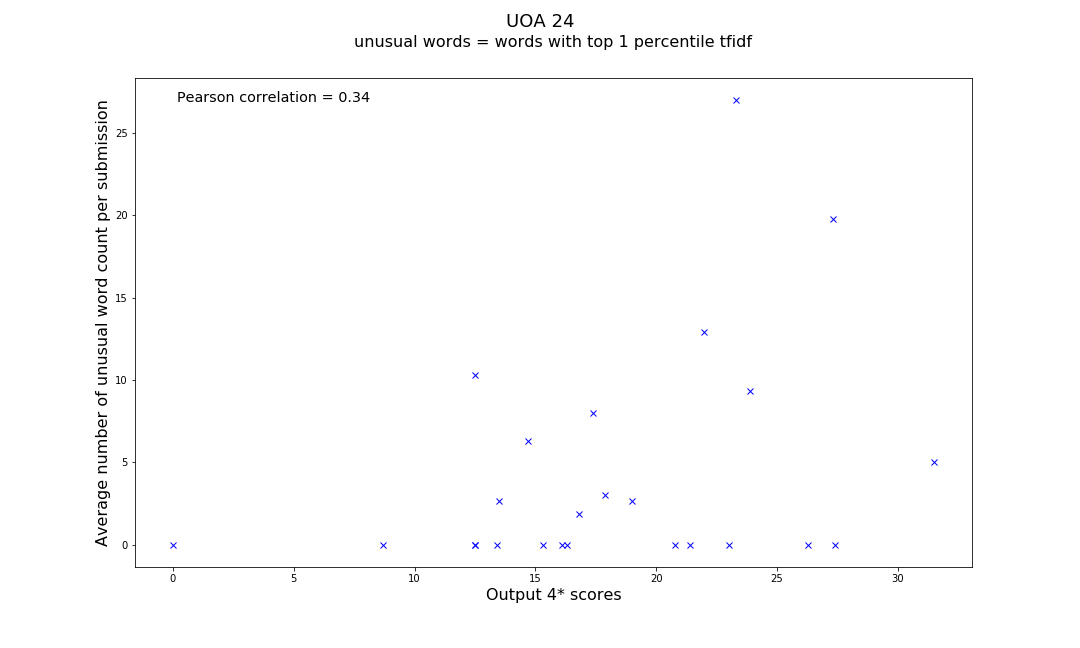 UOA 24
unusual words = words with top 1 percentile tfidf
Pearson correlation = 0.34
Average number of unusual word count per submission
25
20
15
10
5
0
0 5 10 15 20 25 30
Output 4* scores